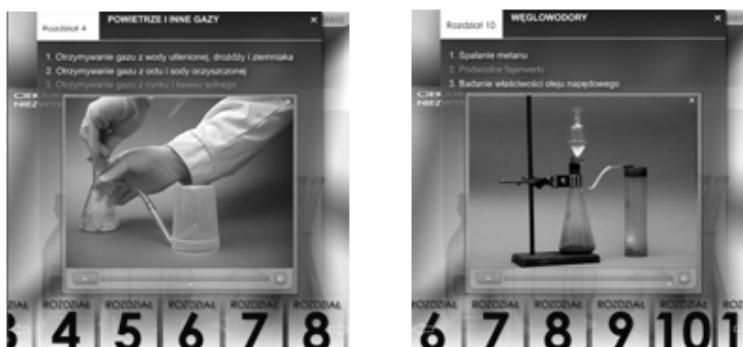 Rozdział 4
POWIETRZE I INNE GAZY
1. Otrzymywanie gazu z wody utlenionej, drożdży i ziemniaka
2. Otrzymywanie gazu z octu i sody oczyszczonej
3. Otrzymywanie gazu z cynku i kwasu solnego
ROZDZIAŁ ROZDZIAŁ ROZDZIAŁ ROZDZIAŁ ROZDZIAŁ
4 5 6 7 8
Rozdział 10
WĘGLOWODORY
1. Spalanie metanu
2. Podwodne fajerwerki
3. Badanie właściwości oleju napędowego
ROZDZIAŁ ROZDZIAŁ ROZDZIAŁ ROZDZIAŁ
6 7 8 9 10